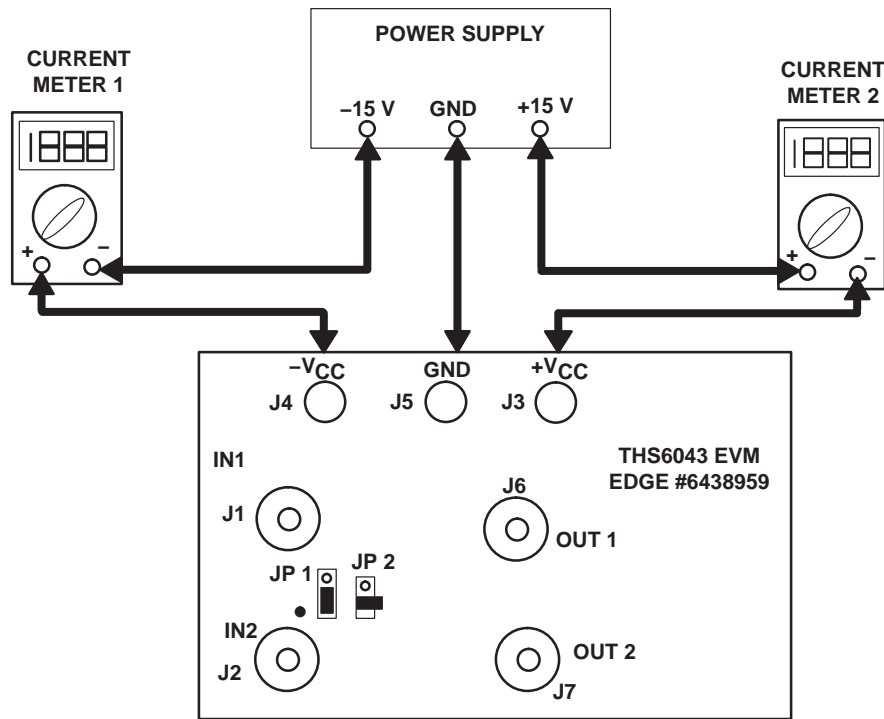 POWER SUPPLY
–15 V GND +15 V
CURRENT
METER 1
CURRENT
METER 2
+ –
+ –
–VCC GND +VCC
J4 J5 J3
IN1
THS6043 EVM
EDGE #6438959
J1
J6
OUT 1
JP 1 JP 2
IN2
J2
OUT 2
J7